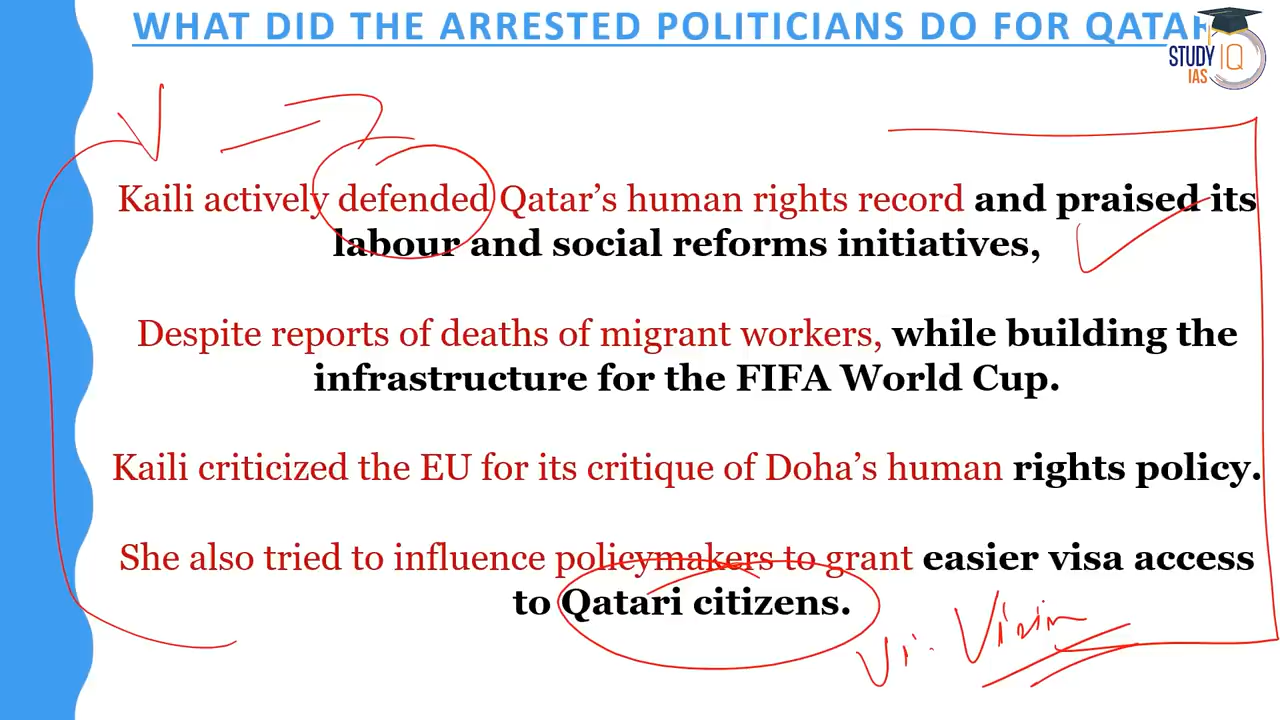 WHAT DID THE ARRESTED POLITICIANS DO FOR QATAR
STUDY IQ
IAS
Kaili actively defended Qatar’s human rights record and praised its
labour and social reforms initiatives,
Despite reports of deaths of migrant workers, while building the
infrastructure for the FIFA World Cup.
Kaili criticized the EU for its critique of Doha’s human rights policy.
She also tried to influence policymakers to grant easier visa access
to Qatari citizens.